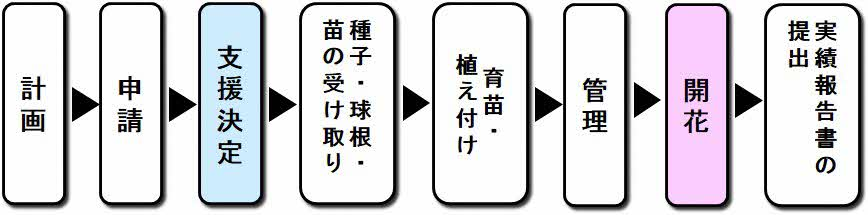 計画
申請
支援決定
種子・球根・
苗の受け取り
育苗・
植え付け
管理
開花
実績報告書の
提出